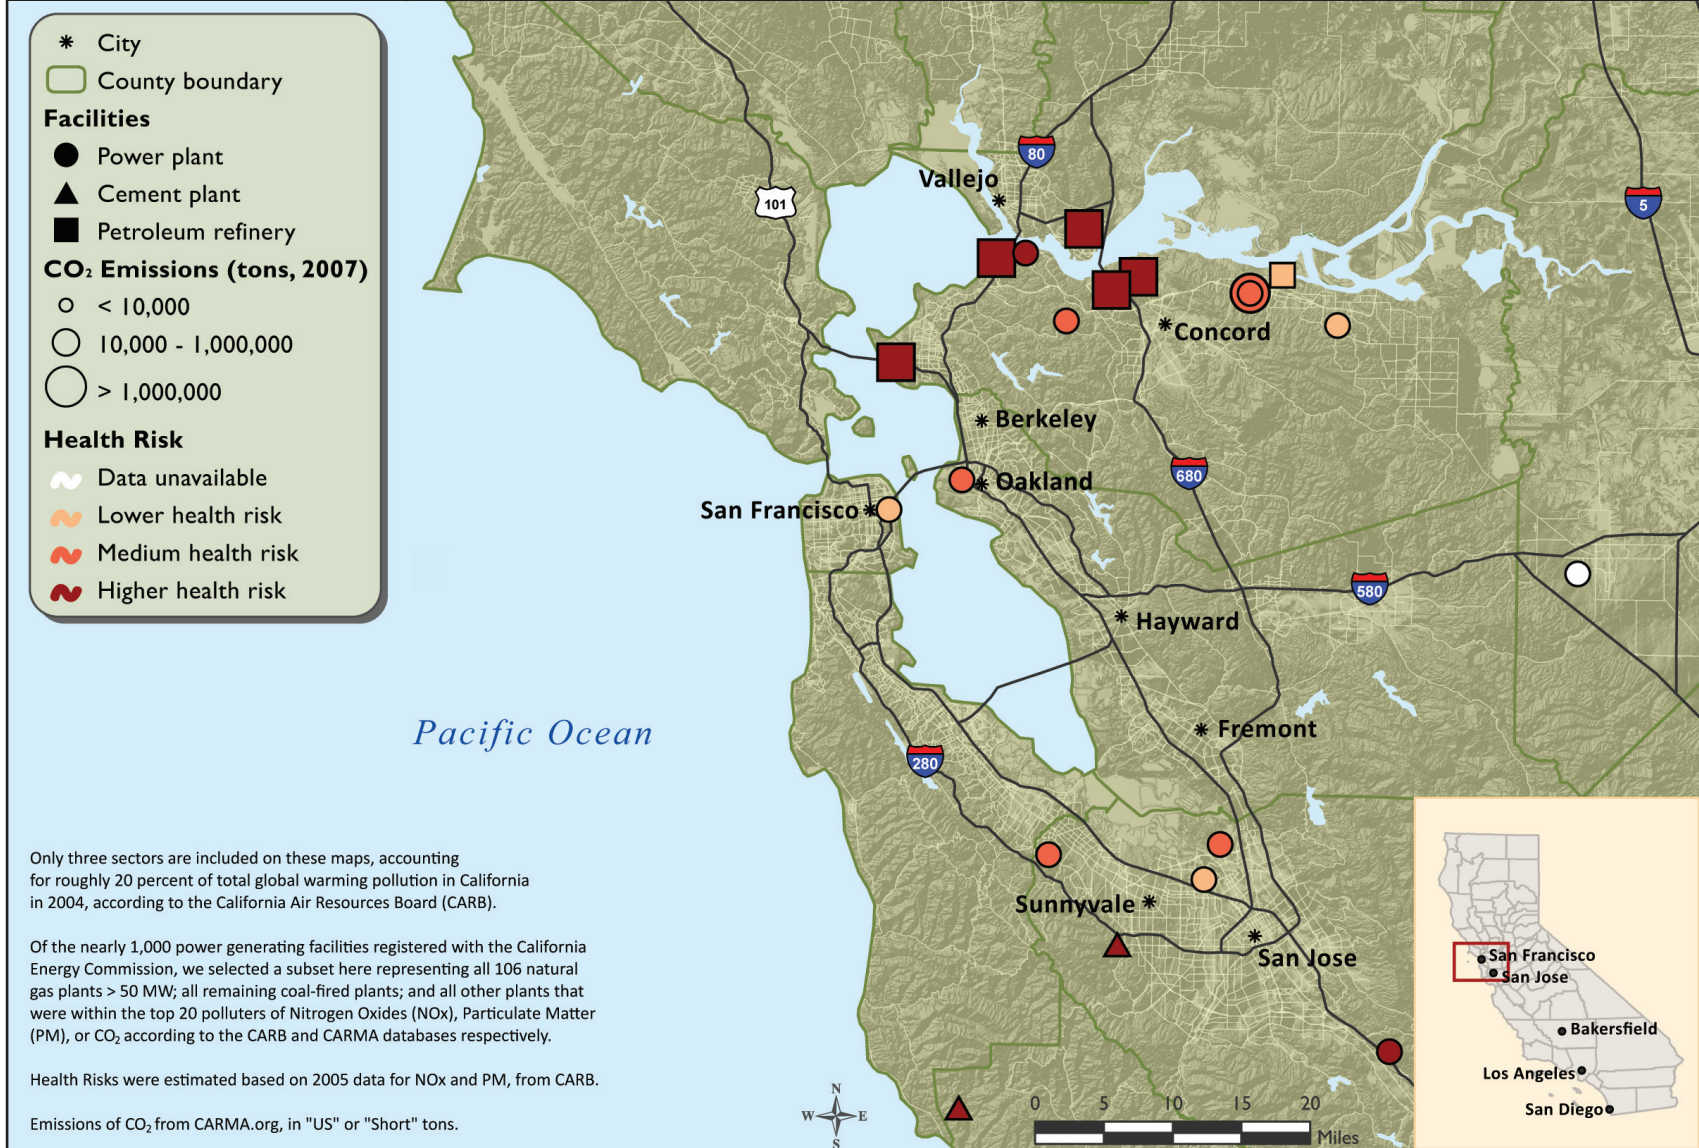 City
County boundary
Facilities
Power plant
Cement plant
Petroleum refinery
CO₂ Emissions (tons, 2007)
< 10,000
10,000 - 1,000,000
> 1,000,000
Health Risk
Data unavailable
Lower health risk
Medium health risk
Higher health risk
80
Vallejo
101
5
Concord
Berkeley
680
Oakland
San Francisco
580
Hayward
Pacific Ocean
Fremont
280
Sunnyvale
San Jose
Only three sectors are included on these maps, accounting
for roughly 20 percent of total global warming pollution in California
in 2004, according to the California Air Resources Board (CARB).
Of the nearly 1,000 power generating facilities registered with the California
Energy Commission, we selected a subset here representing all 106 natural
gas plants > 50 MW; all remaining coal-fired plants; and all other plants that
were within the top 20 polluters of Nitrogen Oxides (NOx), Particulate Matter
(PM), or CO₂ according to the CARB and CARMA databases respectively.
Health Risks were estimated based on 2005 data for NOx and PM, from CARB.
Emissions of CO₂ from CARMA.org, in "US" or "Short" tons.
N
W E
S
0 5 10 15 20
Miles
San Francisco
San Jose
Bakersfield
Los Angeles
San Diego